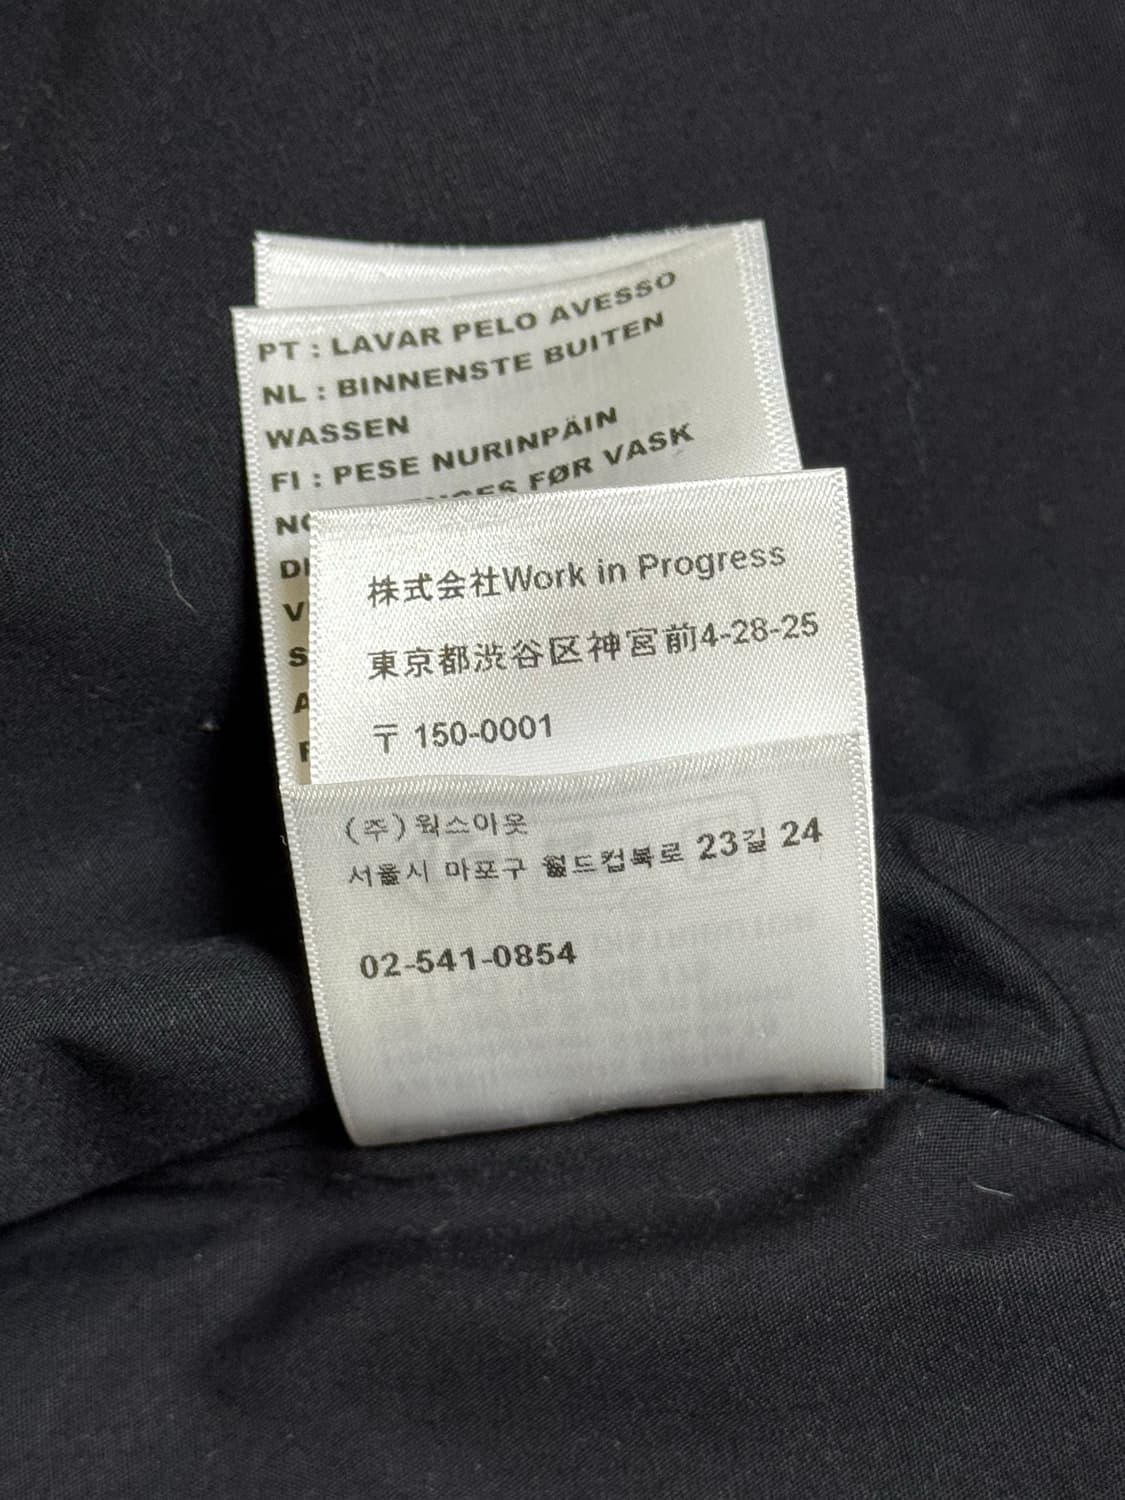 PT : LAVAR PELO AVESSO
NL : BINNENSTE BUITEN
WASSEN
FI : PESE NURINPÄIN
FØR VASK
株式会社Work in Progress
東京都渋谷区神宮前4-28-25
〒 150-0001
(주) 웍스아웃
서울시 마포구 월드컵북로 23길 24
02-541-0854